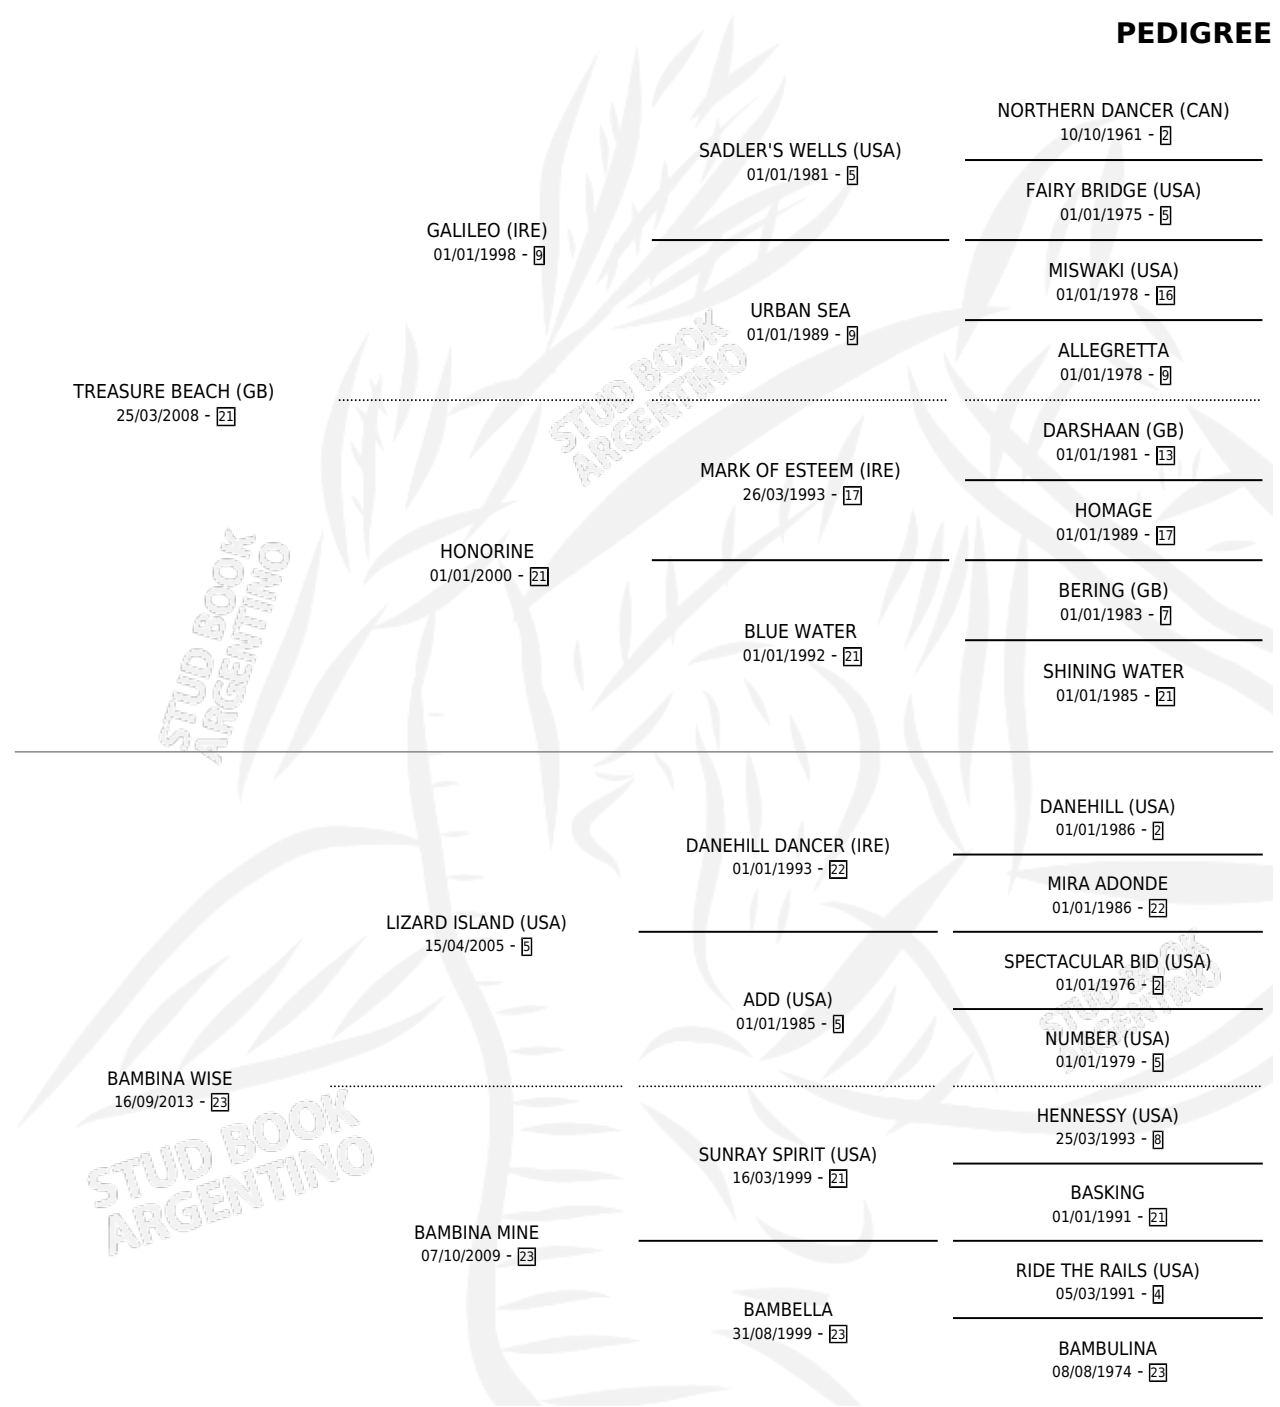 PEDIGREE
NORTHERN DANCER (CAN)
10/10/1961 - 2
SADLER'S WELLS (USA)
01/01/1981 - 5
FAIRY BRIDGE (USA)
01/01/1975 - 5
GALILEO (IRE)
01/01/1998 - 9
MISWAKI (USA)
01/01/1978 - 16
URBAN SEA
01/01/1989 - 9
ALLEGRETTA
01/01/1978 - 9
TREASURE BEACH (GB)
25/03/2008 - 21
DARSHAAN (GB)
01/01/1981 - 13
MARK OF ESTEEM (IRE)
26/03/1993 - 17
HOMAGE
01/01/1989 - 17
HONORINE
01/01/2000 - 21
BERING (GB)
01/01/1983 - 7
BLUE WATER
01/01/1992 - 21
SHINING WATER
01/01/1985 - 21
DANEHILL (USA)
01/01/1986 - 2
DANEHILL DANCER (IRE)
01/01/1993 - 22
MIRA ADONDE
01/01/1986 - 22
LIZARD ISLAND (USA)
15/04/2005 - 5
SPECTACULAR BID (USA)
01/01/1976 - 2
ADD (USA)
01/01/1985 - 5
NUMBER (USA)
01/01/1979 - 5
BAMBINA WISE
16/09/2013 - 23
HENNESSY (USA)
25/03/1993 - 8
SUNRAY SPIRIT (USA)
16/03/1999 - 21
BASKING
01/01/1991 - 21
BAMBINA MINE
07/10/2009 - 23
RIDE THE RAILS (USA)
05/03/1991 - 4
BAMBELLA
31/08/1999 - 23
BAMBULINA
08/08/1974 - 23
STUD BOOK
ARGENTINO
STUD BOOK
ARGENTINO
STUD BOOK
ARGENTINO
STUD BOOK
ARGENTINO